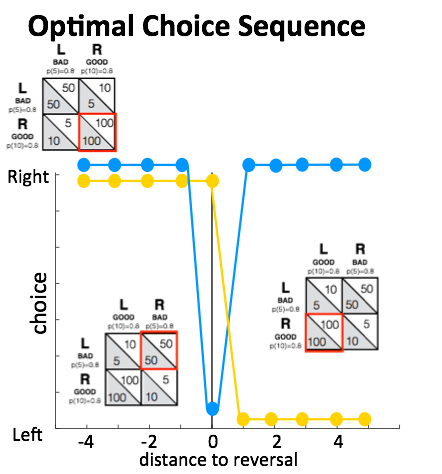 Optimal Choice Sequence
L R
BAD GOOD
p(5)=0.8 p(10)=0.8
L
BAD
p(5)=0.8
50 10
50 5
R
GOOD
p(10)=0.8
5 100
10 100
Right
choice
Left
L R
GOOD BAD
p(10)=0.8 p(5)=0.8
L
BAD
p(5)=0.8
10 50
5 50
R
GOOD
p(10)=0.8
100 5
100 10
L R
GOOD BAD
p(10)=0.8 p(5)=0.8
L
BAD
p(5)=0.8
10 50
5 50
R
GOOD
p(10)=0.8
100 5
100 10
-4 -2 0 2 4
distance to reversal